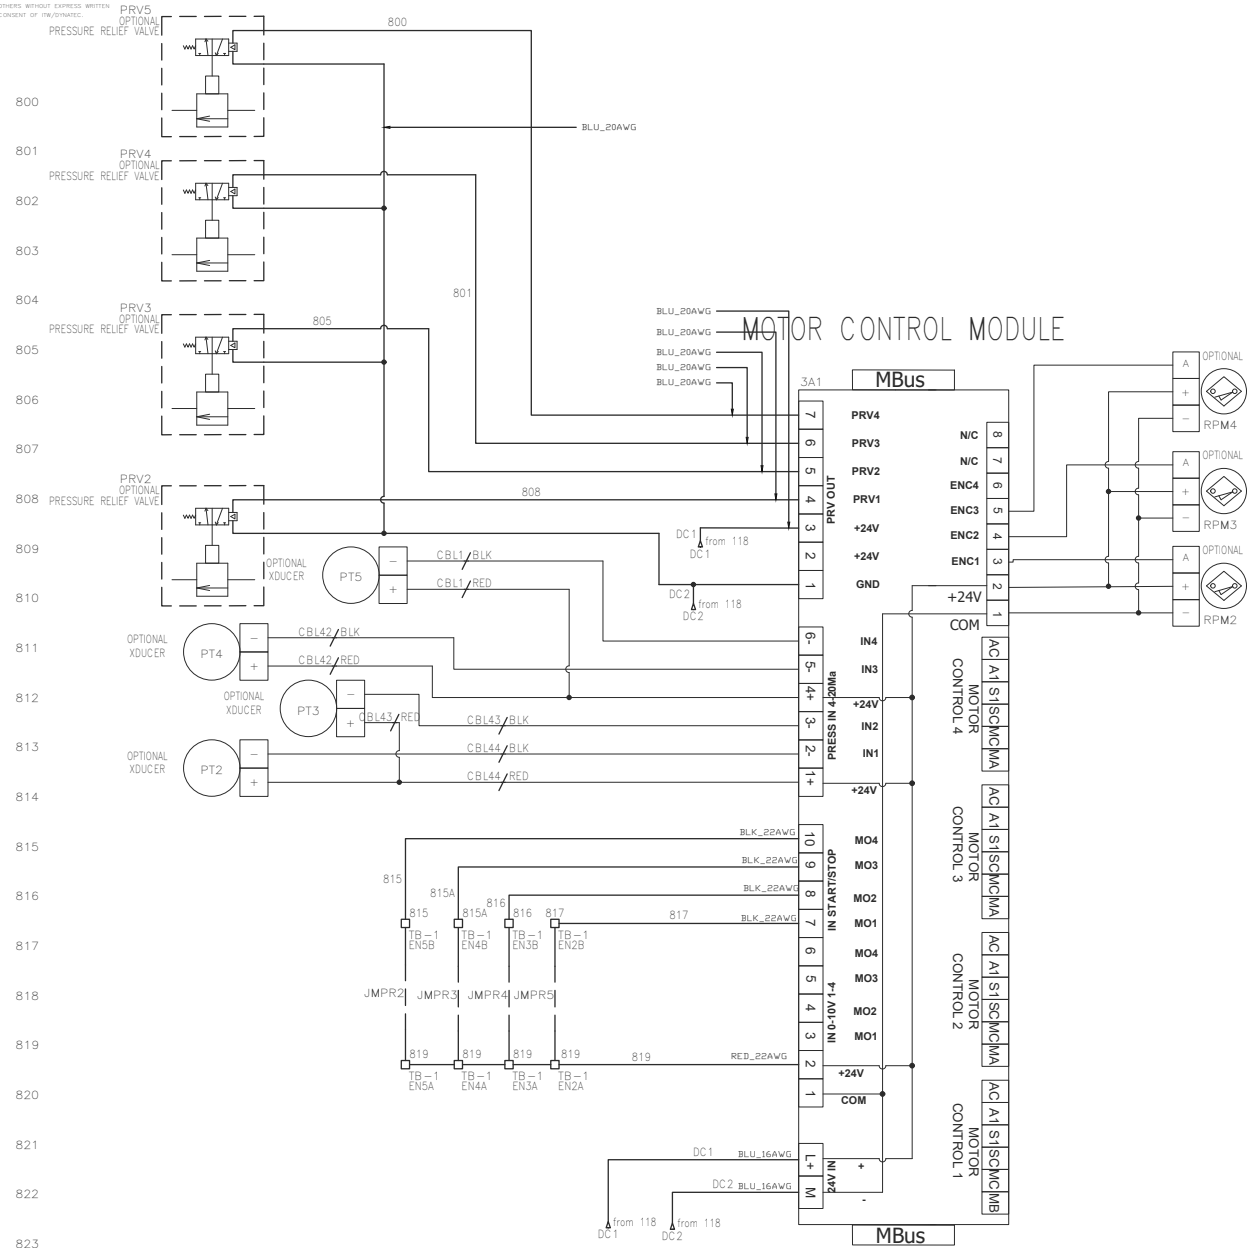 OTHERS WITHOUT EXPRESS WRITTEN
CONSENT OF ITW/DYNATEC.
PRV5
OPTIONAL
PRESSURE RELIEF VALVE
800
800
BLU_20AWG
801
PRV4
OPTIONAL
PRESSURE RELIEF VALVE
802
803
804
801
PRV3
OPTIONAL
PRESSURE RELIEF VALVE
805
805
806
807
BLU_20AWG
BLU_20AWG
BLU_20AWG
BLU_20AWG
BLU_20AWG
MOTOR CONTROL MODULE
3A1
MBus
OPTIONAL
A
+
−
RPM4
OPTIONAL
A
+
−
RPM3
OPTIONAL
A
+
−
RPM2
PRV2
OPTIONAL
808 PRESSURE RELIEF VALVE
808
809
810
PRV OUT
7 PRV4
6 PRV3
5 PRV2
4 PRV1
3 +24V
2 +24V
1 GND
N/C 8
N/C 7
ENC4 6
ENC3 5
ENC2 4
ENC1 3
+24V 2
COM 1
DC1
from 118
DC1
DC2
from 118
DC2
OPTIONAL
XDUCER
PT5
−
+
CBL1/BLK
CBL1/RED
811
OPTIONAL
XDUCER
PT4
−
+
CBL42/BLK
CBL42/RED
812
OPTIONAL
XDUCER
PT3
−
+
CBL43/RED
CBL43/BLK
813
OPTIONAL
XDUCER
PT2
−
+
CBL44/BLK
CBL44/RED
814
PRESS IN 4-20Ma
6- IN4
5- IN3
4+ +24V
3- IN2
2- IN1
1+ +24V
MOTOR
CONTROL 4
AC A1 S1 SC MC MA
MOTOR
CONTROL 3
AC A1 S1 SC MC MA
MOTOR
CONTROL 2
AC A1 S1 SC MC MA
MOTOR
CONTROL 1
AC A1 S1 SC MC MB
815
BLK_22AWG
BLK_22AWG
BLK_22AWG
BLK_22AWG
815
815A
816
817
816
815
TB-1
EN5B
815A
TB-1
EN4B
816
TB-1
EN3B
817
TB-1
EN2B
817
818
JMPR2
JMPR3
JMPR4
JMPR5
819
819
TB-1
EN5A
819
TB-1
EN4A
819
TB-1
EN3A
819
TB-1
EN2A
819
RED_22AWG
820
IN START/STOP
10 MO4
9 MO3
8 MO2
7 MO1
IN 0-10V 1-4
6 MO4
5 MO3
4 MO2
3 MO1
2 +24V
1 COM
821
DC1 BLU_16AWG
822
DC2 BLU_16AWG
24V IN
L+ +
M -
from 118
DC1
from 118
DC2
823
MBus